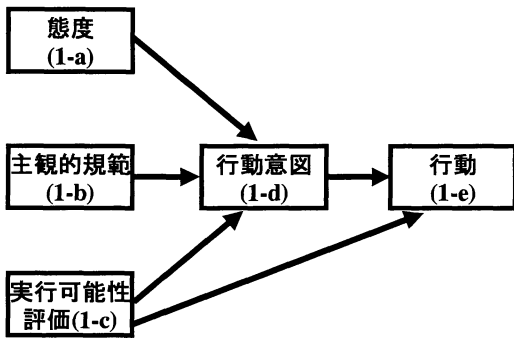 態度
(1-a)
主観的規範
(1-b)
行動意図
(1-d)
行動
(1-e)
実行可能性
評価(1-c)